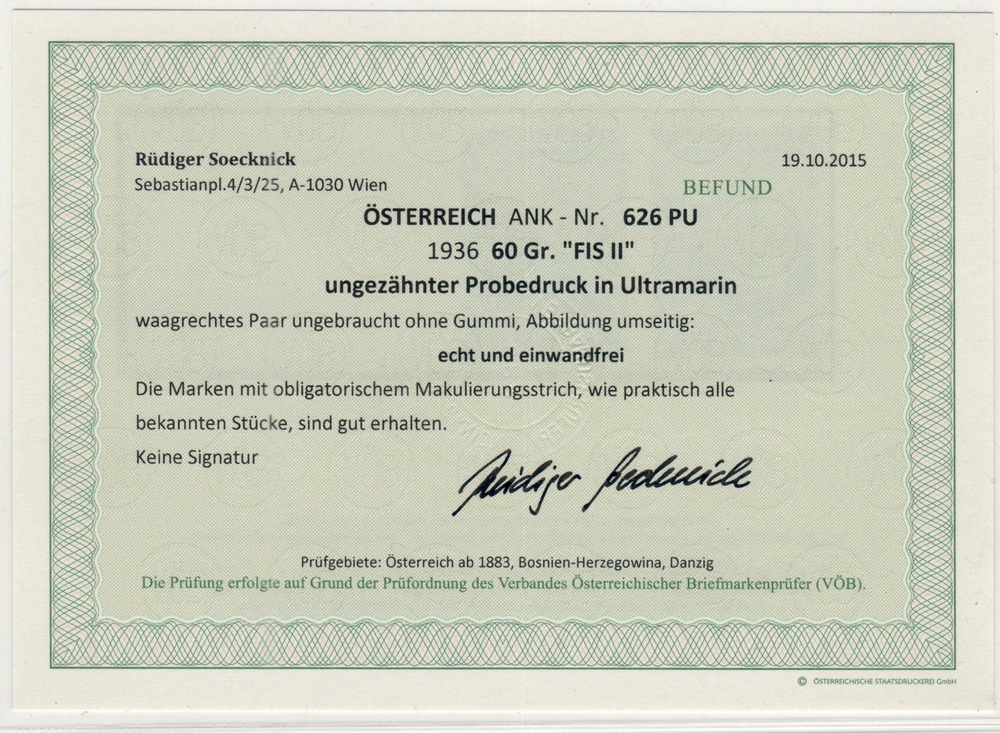 Rüdiger Soecknick
19.10.2015
Sebastianpl.4/3/25, A-1030 Wien
BEFUND
ÖSTERREICH ANK - Nr. 626 PU
1936 60 Gr. "FIS II"
ungezähnter Probedruck in Ultramarin
waagrechtes Paar ungebraucht ohne Gummi, Abbildung umseitig:
echt und einwandfrei
Die Marken mit obligatorischem Makulierungsstrich, wie praktisch alle
bekannten Stücke, sind gut erhalten.
Keine Signatur
Rüdiger Soecknick
Prüfgebiete: Österreich ab 1883, Bosnien-Herzegowina, Danzig
Die Prüfung erfolgte auf Grund der Prüfordnung des Verbandes Österreichischer Briefmarkenprüfer (VÖB).
© ÖSTERREICHISCHE STAATSDRUCKEREI GmbH